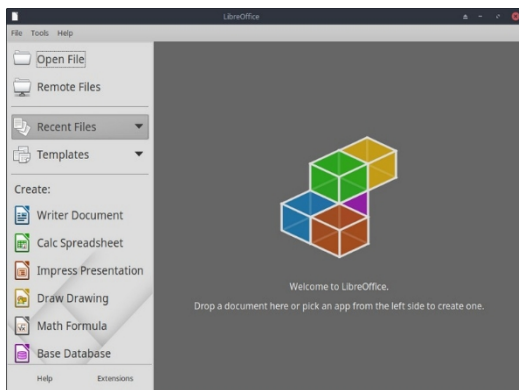 LibreOffice
File Tools Help
Open File
Remote Files
Recent Files
Templates
Create:
Writer Document
Calc Spreadsheet
Impress Presentation
Draw Drawing
Math Formula
Base Database
Help Extensions
Welcome to LibreOffice.
Drop a document here or pick an app from the left side to create one.